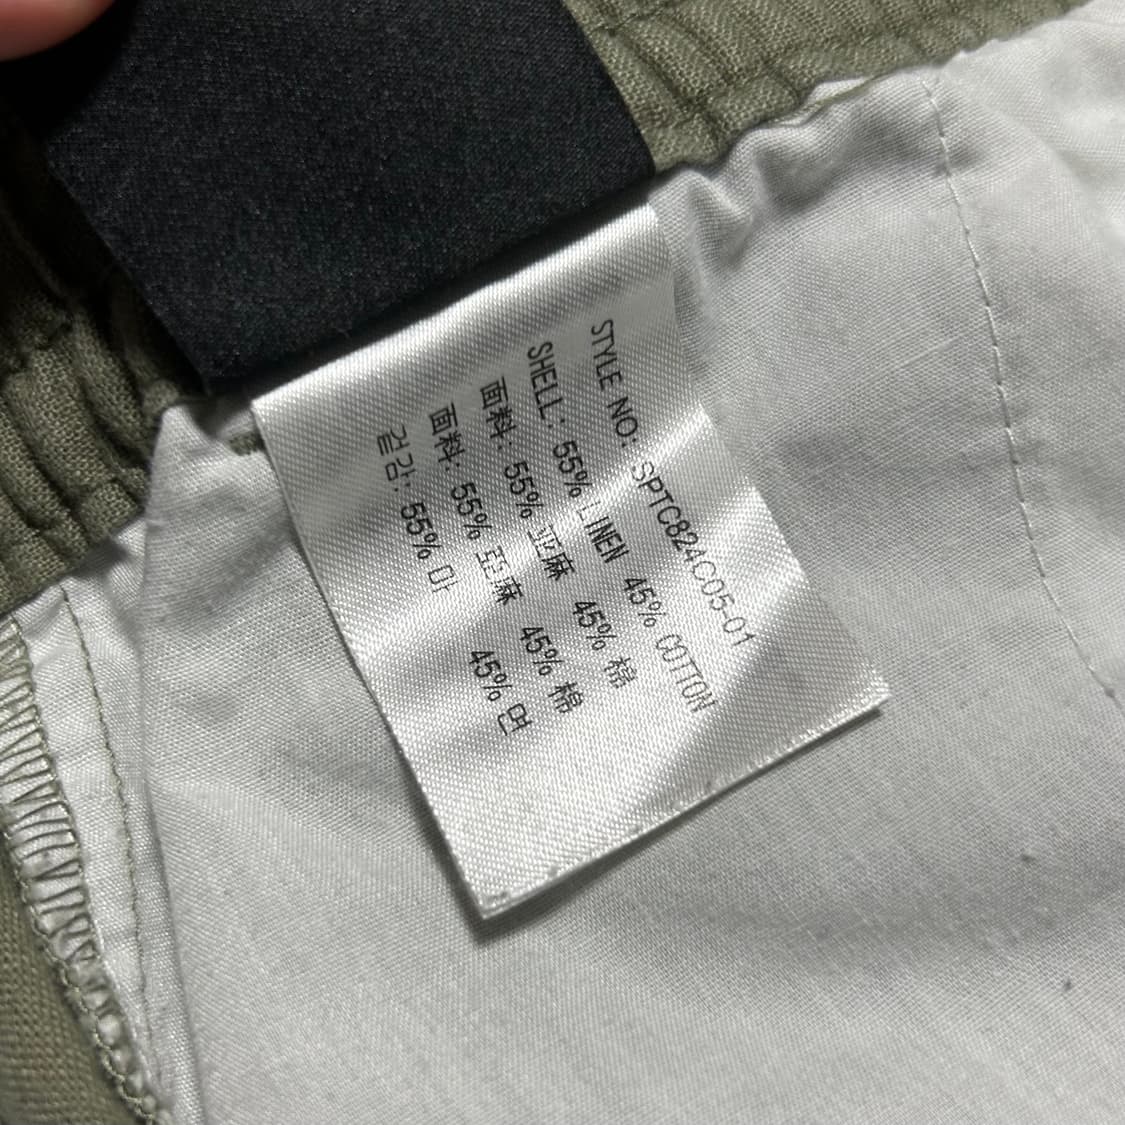 STYLE NO: SPTC824C05-01
SHELL: 55% LINEN 45% COTTON
面料: 55% 亚麻 45% 棉
面料: 55% 亞麻 45% 棉
겉감: 55% 마 45% 면